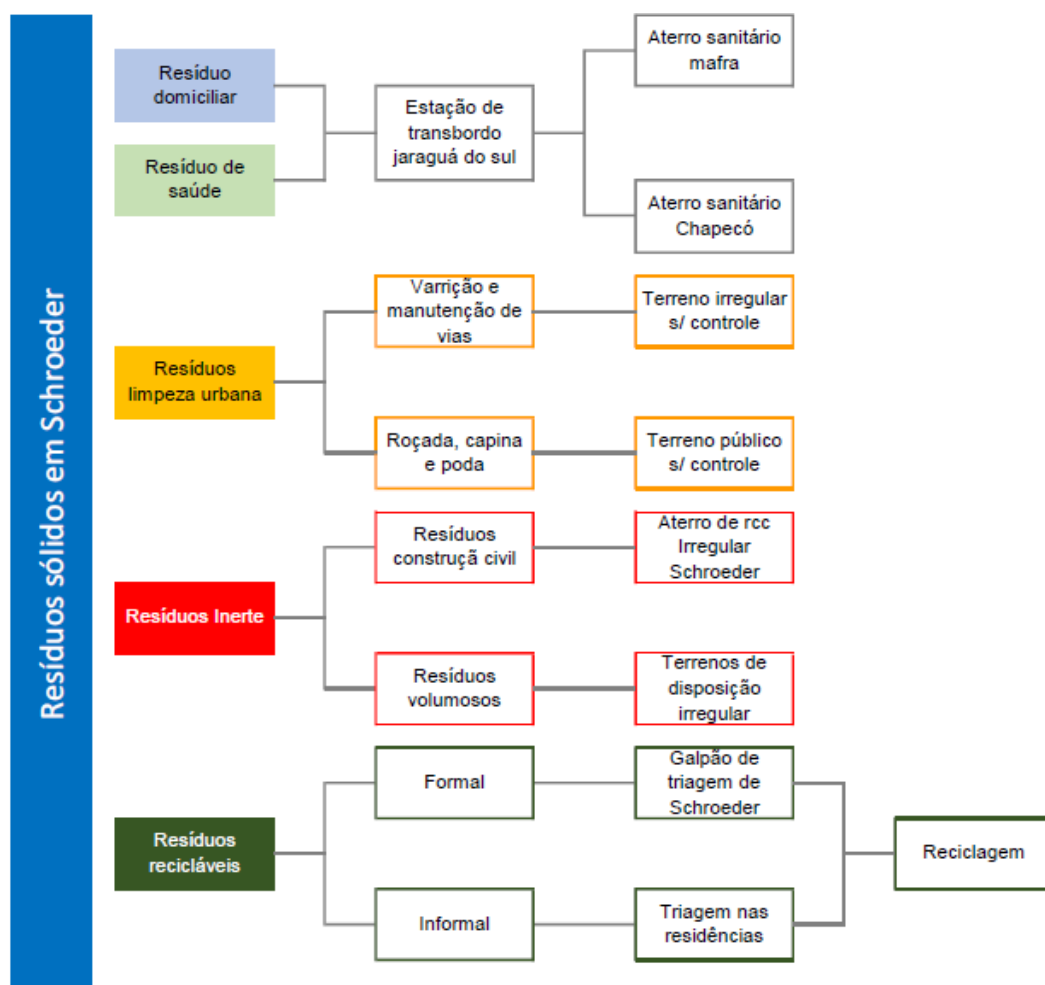 Resíduos sólidos em Schroeder
Resíduo
domiciliar
Resíduo de
saúde
Estação de
transbordo
jaraguá do sul
Aterro sanitário
mafra
Aterro sanitário
Chapecó
Resíduos
limpeza urbana
Varrição e
manutenção de
vias
Terreno irregular
s/ controle
Roçada, capina
e poda
Terreno público
s/ controle
Resíduos Inerte
Resíduos
construçã civil
Aterro de rcc
Irregular
Schroeder
Resíduos
volumosos
Terrenos de
disposição
irregular
Resíduos
recicláveis
Formal
Galpão de
triagem de
Schroeder
Informal
Triagem nas
residências
Reciclagem